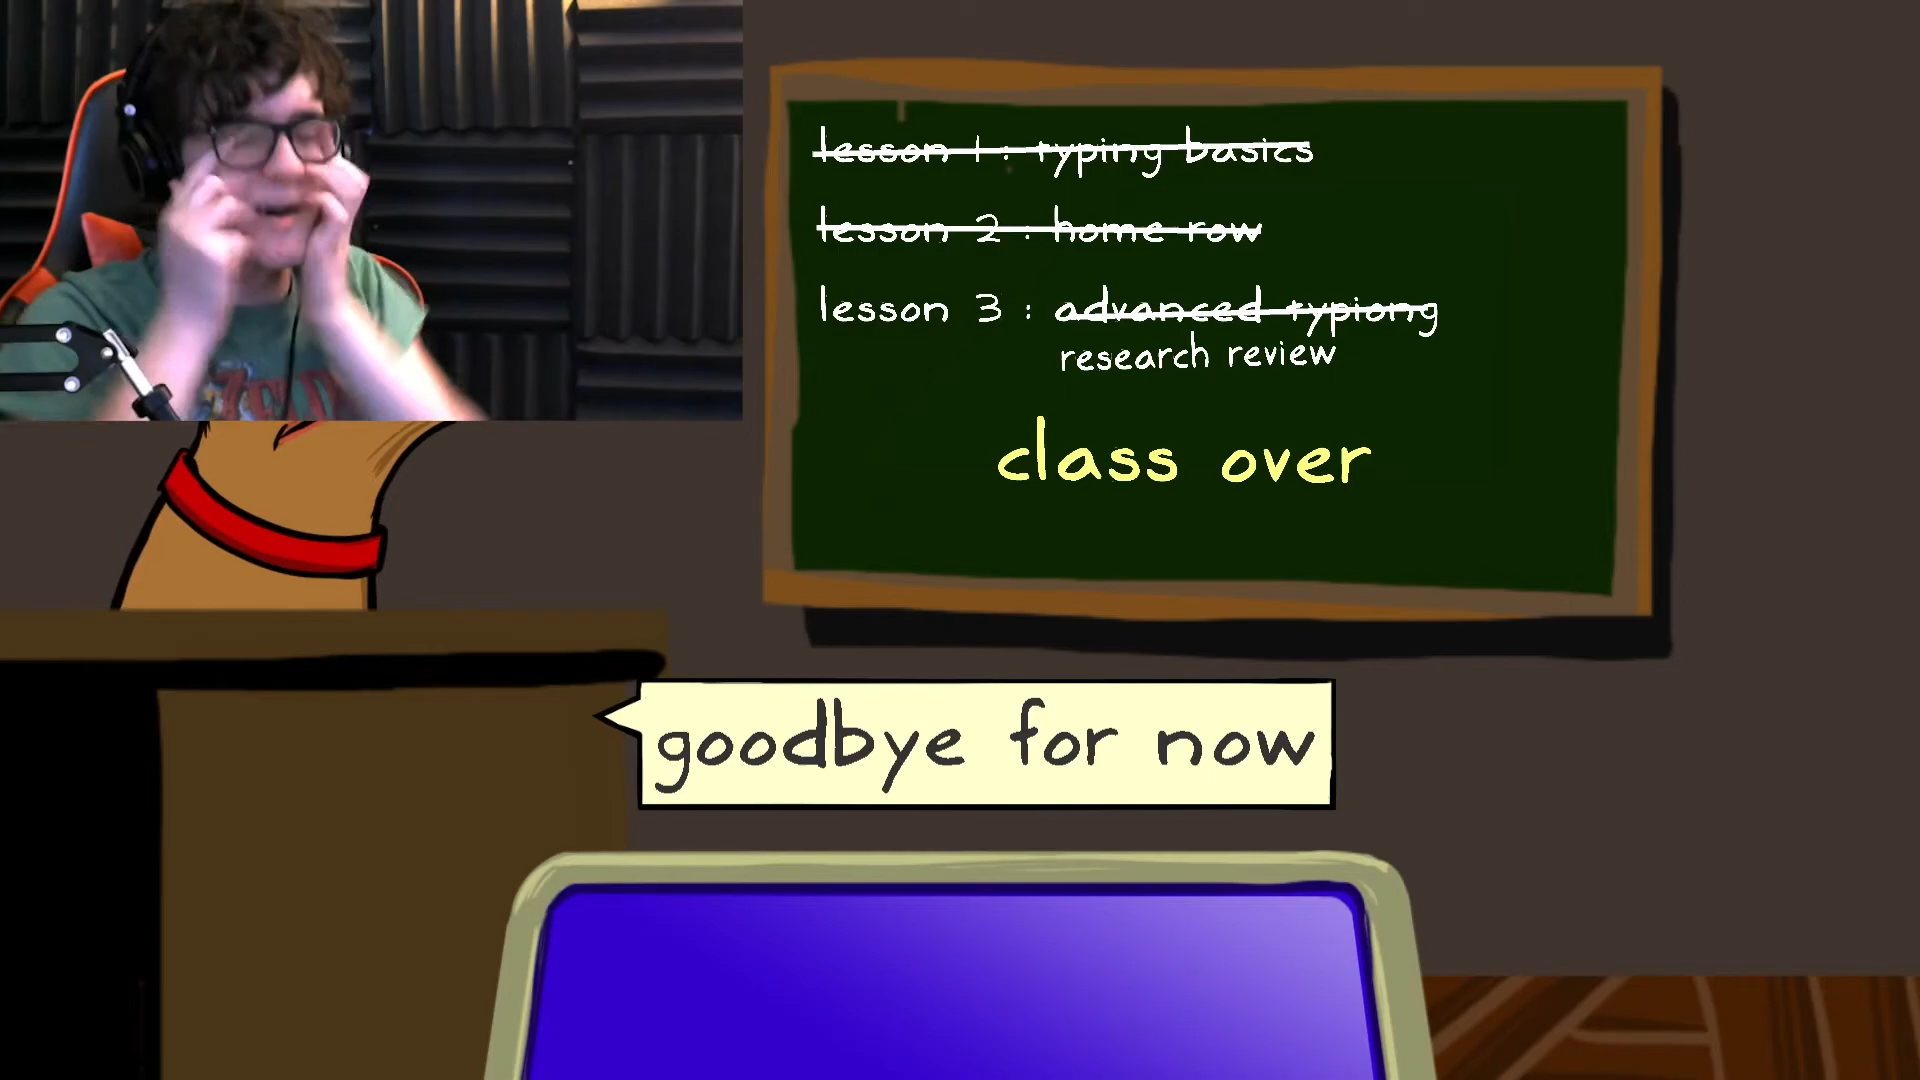 lesson 1 : typing basics
lesson 2 : home row
lesson 3 : advanced typiong
research review
class over
goodbye for now